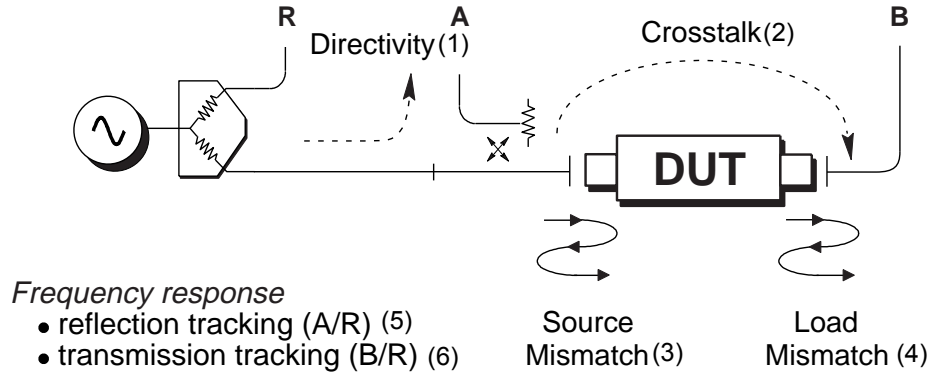 R
A
B
Directivity (1)
Crosstalk (2)
DUT
Frequency response
• reflection tracking (A/R) (5)
• transmission tracking (B/R) (6)
Source
Mismatch (3)
Load
Mismatch (4)